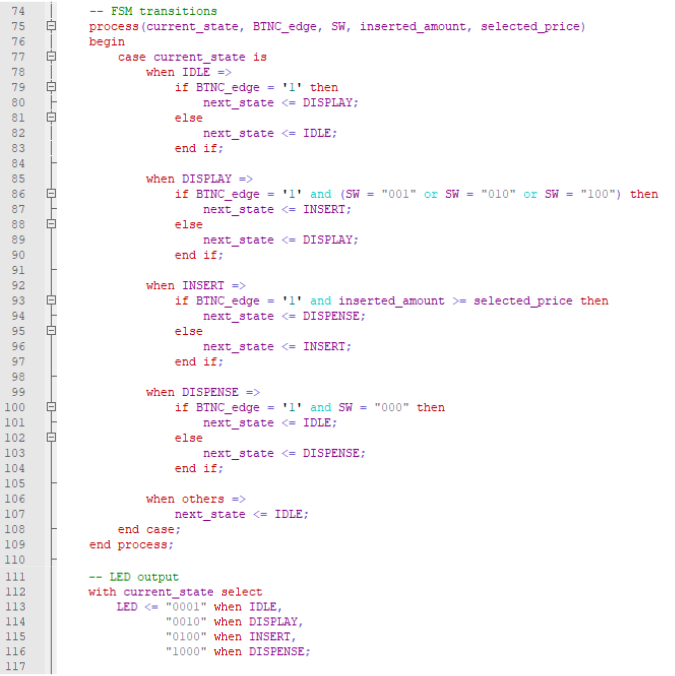 74 -- FSM transitions
75 process(current_state, BTNC_edge, SW, inserted_amount, selected_price)
76 begin
77 case current_state is
78 when IDLE =>
79 if BTNC_edge = '1' then
80 next_state <= DISPLAY;
81 else
82 next_state <= IDLE;
83 end if;
84
85 when DISPLAY =>
86 if BTNC_edge = '1' and (SW = "001" or SW = "010" or SW = "100") then
87 next_state <= INSERT;
88 else
89 next_state <= DISPLAY;
90 end if;
91
92 when INSERT =>
93 if BTNC_edge = '1' and inserted_amount >= selected_price then
94 next_state <= DISPENSE;
95 else
96 next_state <= INSERT;
97 end if;
98
99 when DISPENSE =>
100 if BTNC_edge = '1' and SW = "000" then
101 next_state <= IDLE;
102 else
103 next_state <= DISPENSE;
104 end if;
105
106 when others =>
107 next_state <= IDLE;
108 end case;
109 end process;
110
111 -- LED output
112 with current_state select
113 LED <= "0001" when IDLE,
114 "0010" when DISPLAY,
115 "0100" when INSERT,
116 "1000" when DISPENSE;
117